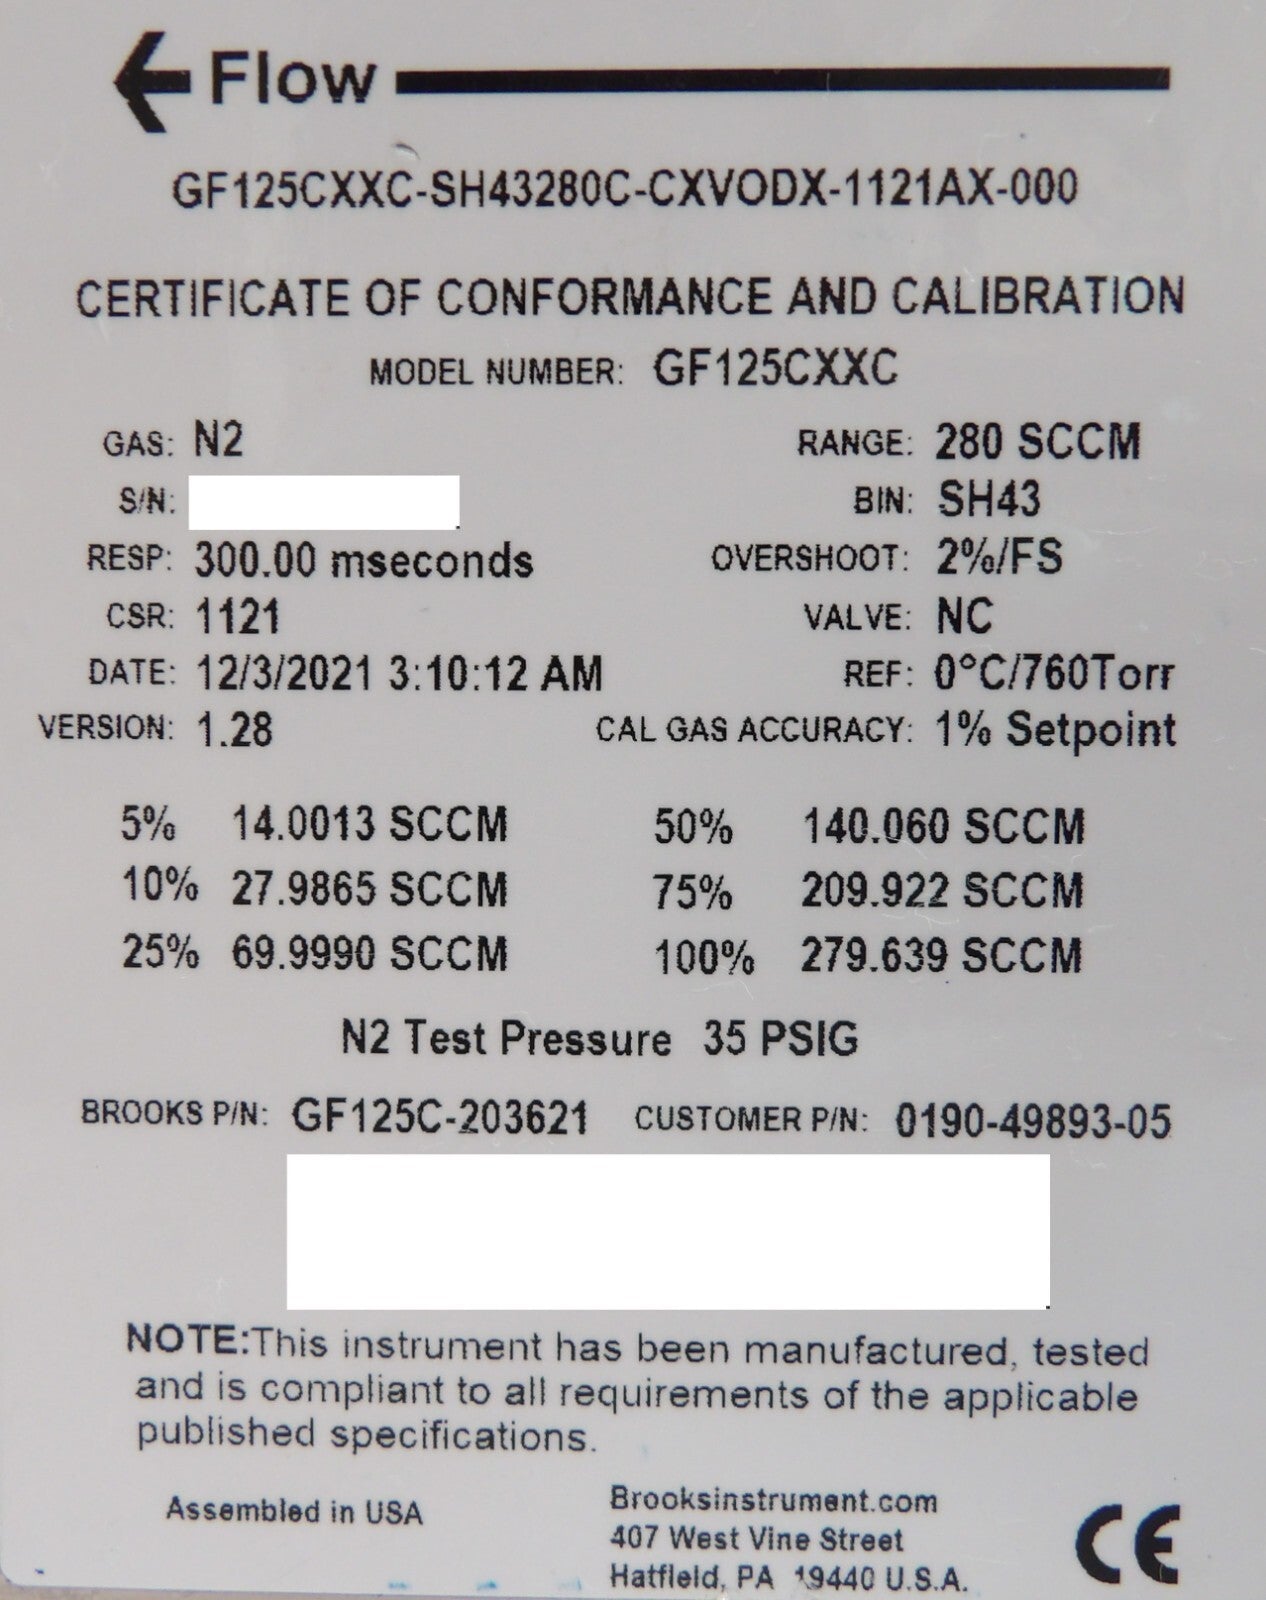 Flow
GF125CXXC-SH43280C-CXVODX-1121AX-000
CERTIFICATE OF CONFORMANCE AND CALIBRATION
MODEL NUMBER: GF125CXXC
GAS: N2 RANGE: 280 SCCM
S/N: BIN: SH43
RESP: 300.00 mseconds OVERSHOOT: 2%/FS
CSR: 1121 VALVE: NC
DATE: 12/3/2021 3:10:12 AM REF: 0°C/760Torr
VERSION: 1.28 CAL GAS ACCURACY: 1% Setpoint
5% 14.0013 SCCM 50% 140.060 SCCM
10% 27.9865 SCCM 75% 209.922 SCCM
25% 69.9990 SCCM 100% 279.639 SCCM
N2 Test Pressure 35 PSIG
BROOKS P/N: GF125C-203621 CUSTOMER P/N: 0190-49893-05
NOTE:This instrument has been manufactured, tested
and is compliant to all requirements of the applicable
published specifications.
Assembled in USA
Brooksinstrument.com
407 West Vine Street
Hatfield, PA 19440 U.S.A.
CE